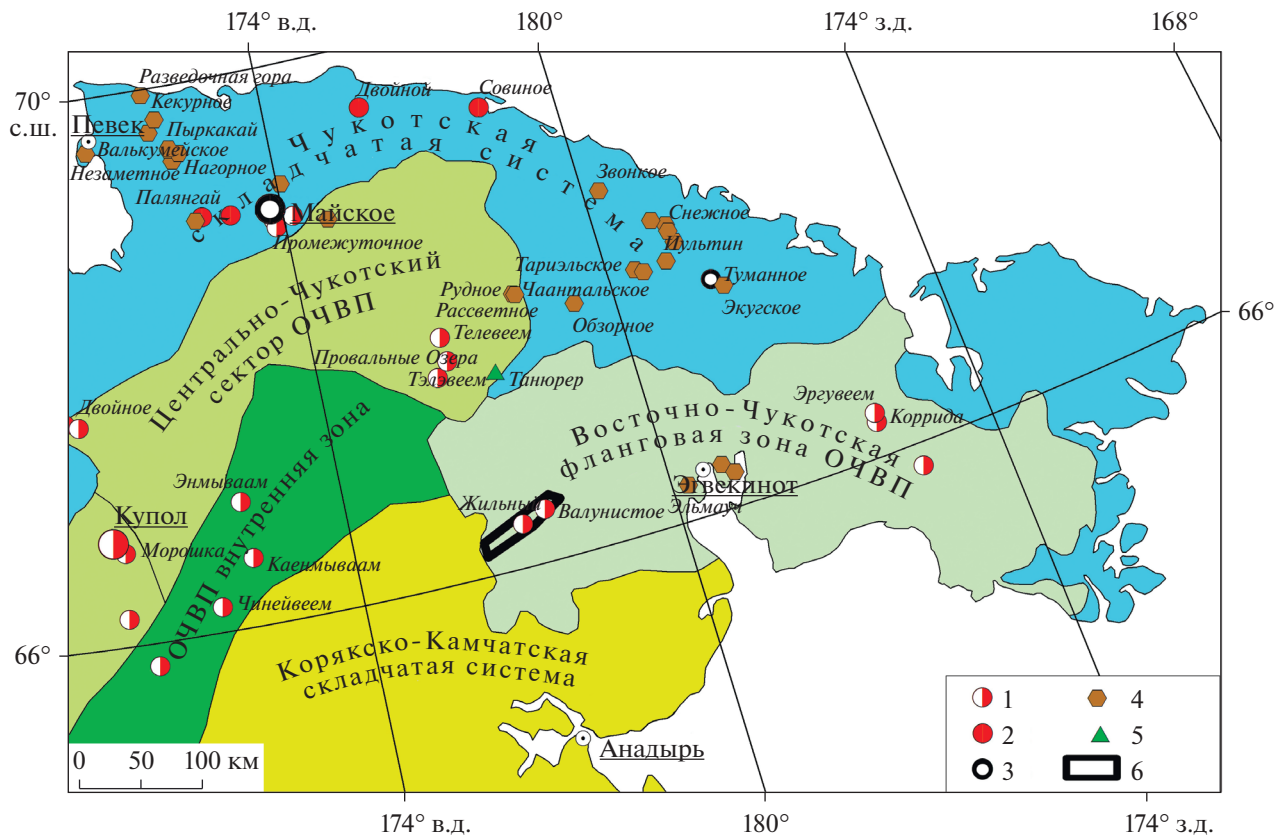 174° в.д.
180°
174° з.д.
168°
70°
с.ш.
Разведочная гора
Кекурное
Певек
Пыркакай
Валькумейское
Незаметное
Нагорное
Двойной
Совиное
Чукотская
складчатая система
Палянгай
Майское
Промежуточное
Звонкое
Снежное
Иультин
Тариэльское
Туманное
Экугское
Рудное
Чаантальское
Рассветное
Обзорное
Телевеем
Провальные Озера
Тэлэвеем
Танюрер
66°
Центрально-Чукотский
сектор ОЧВП
Двойное
Эргувеем
Коррида
Восточно-Чукотская
фланговая зона ОЧВП
Эгвекинот
Эльмауч
Энмываам
Жильный
Валунистое
Купол
Морошка
ОЧВП внутренняя зона
Каенмываам
Чинейвеем
66°
Корякско-Камчатская
складчатая система
Анадырь
0 50 100 км
1
2
3
4
5
6
174° в.д.
180°
174° з.д.